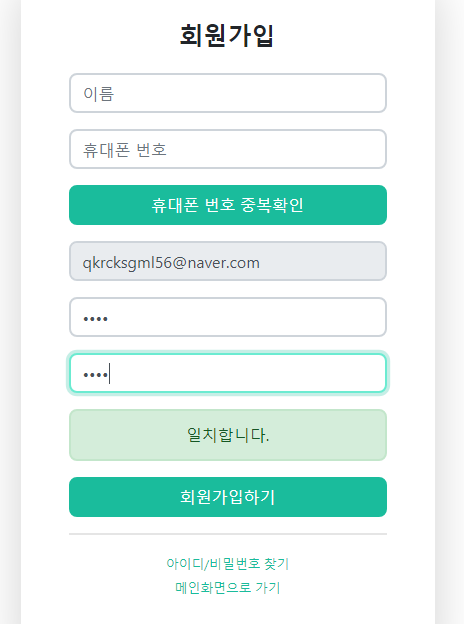 회원가입
이름
휴대폰 번호
휴대폰 번호 중복확인
qkrcksgml56@naver.com
••••
••••
일치합니다.
회원가입하기
아이디/비밀번호 찾기
메인화면으로 가기